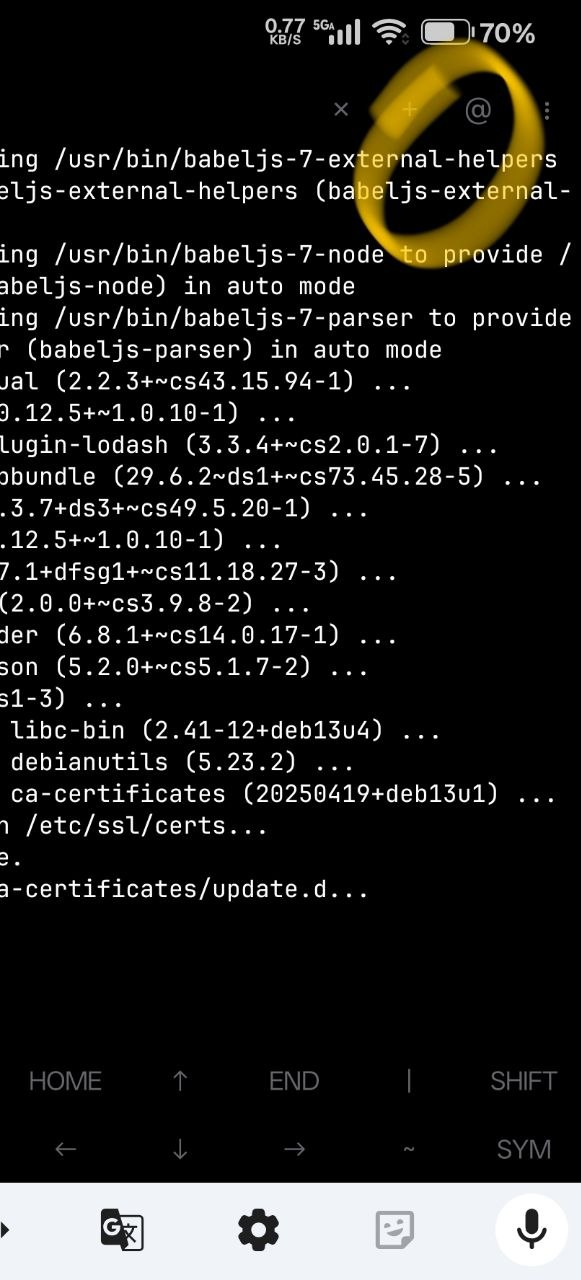 0.77 KB/S 5GA 70%
× + @ ⋮
ing /usr/bin/babeljs-7-external-helpers
eljs-external-helpers (babeljs-external-
ing /usr/bin/babeljs-7-node to provide /
abeljs-node) in auto mode
ing /usr/bin/babeljs-7-parser to provide
r (babeljs-parser) in auto mode
ual (2.2.3+~cs43.15.94-1) ...
0.12.5+~1.0.10-1) ...
lugin-lodash (3.3.4+~cs2.0.1-7) ...
bbundle (29.6.2~ds1+~cs73.45.28-5) ...
.3.7+ds3+~cs49.5.20-1) ...
.12.5+~1.0.10-1) ...
7.1+dfsg1+~cs11.18.27-3) ...
(2.0.0+~cs3.9.8-2) ...
der (6.8.1+~cs14.0.17-1) ...
son (5.2.0+~cs5.1.7-2) ...
s1-3) ...
libc-bin (2.41-12+deb13u4) ...
debianutils (5.23.2) ...
ca-certificates (20250419+deb13u1) ...
n /etc/ssl/certs...
e.
a-certificates/update.d...
HOME ↑ END | SHIFT
← ↓ → ~ SYM
G 文